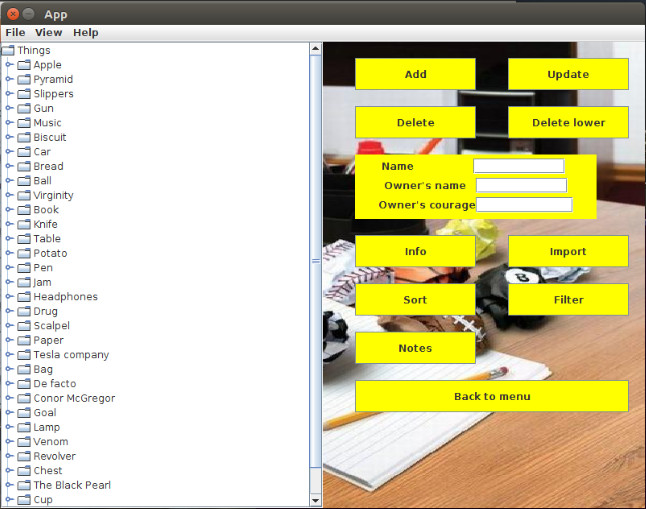 App
File View Help
Things
Apple
Pyramid
Slippers
Gun
Music
Biscuit
Car
Bread
Ball
Virginity
Book
Knife
Table
Potato
Pen
Jam
Headphones
Drug
Scalpel
Paper
Tesla company
Bag
De facto
Conor McGregor
Goal
Lamp
Venom
Revolver
Chest
The Black Pearl
Cup
Add Update
Delete Delete lower
Name
Owner's name
Owner's courage
Info Import
B
Sort Filter
Notes
Back to menu